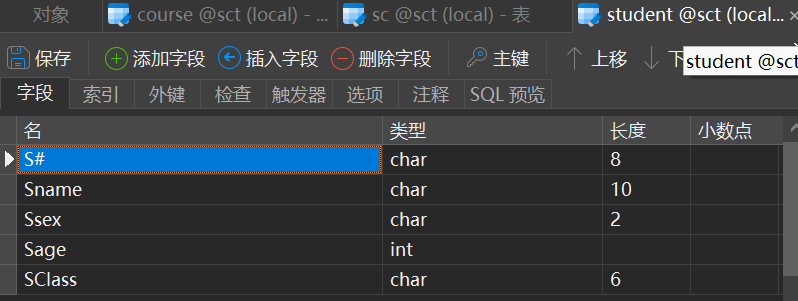 对象 course @sct (local) - ... sc @sct (local) - 表 student @sct (local...
保存 添加字段 插入字段 删除字段 主键 上移 下
student @sct
字段 索引 外键 检查 触发器 选项 注释 SQL 预览
名 类型 长度 小数点
S# char 8
Sname char 10
Ssex char 2
Sage int
SClass char 6